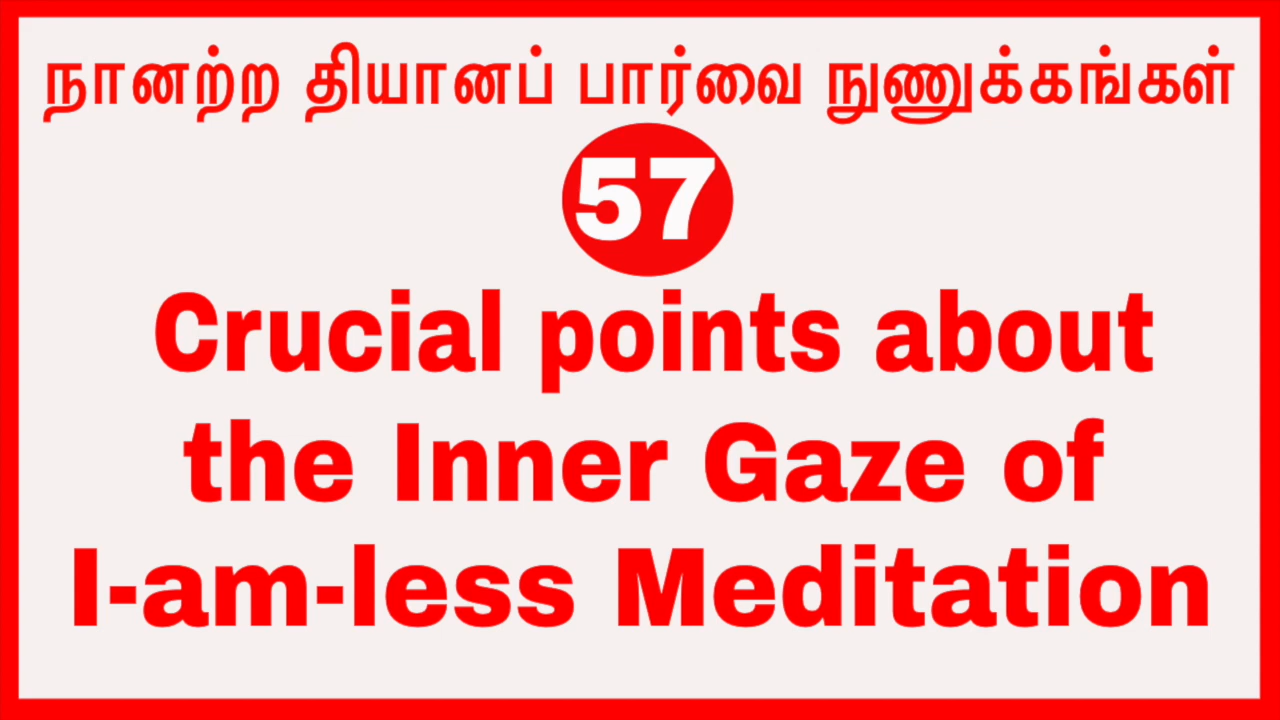 நானற்ற தியானப் பார்வை நுணுக்கங்கள்
57
Crucial points about
the Inner Gaze of
I-am-less Meditation